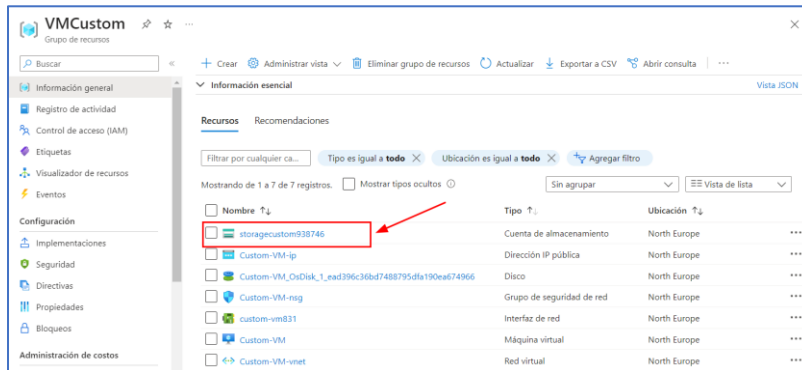 VMCustom
Grupo de recursos
Buscar
Información general
Registro de actividad
Control de acceso (IAM)
Etiquetas
Visualizador de recursos
Eventos
Configuración
Implementaciones
Seguridad
Directivas
Propiedades
Bloqueos
Administración de costos
Crear Administrar vista Eliminar grupo de recursos Actualizar Exportar a CSV Abrir consulta
Información esencial Vista JSON
Recursos Recomendaciones
Filtrar por cualquier ca... Tipo es igual a todo Ubicación es igual a todo Agregar filtro
Mostrando de 1 a 7 de 7 registros. Mostrar tipos ocultos Sin agrupar Vista de lista
Nombre Tipo Ubicación
storagecustom938746 Cuenta de almacenamiento North Europe
Custom-VM-ip Dirección IP pública North Europe
Custom-VM_OsDisk_1_ead396c36bd7488795dfa190ea674966 Disco North Europe
Custom-VM-nsg Grupo de seguridad de red North Europe
custom-vm831 Interfaz de red North Europe
Custom-VM Máquina virtual North Europe
Custom-VM-vnet Red virtual North Europe